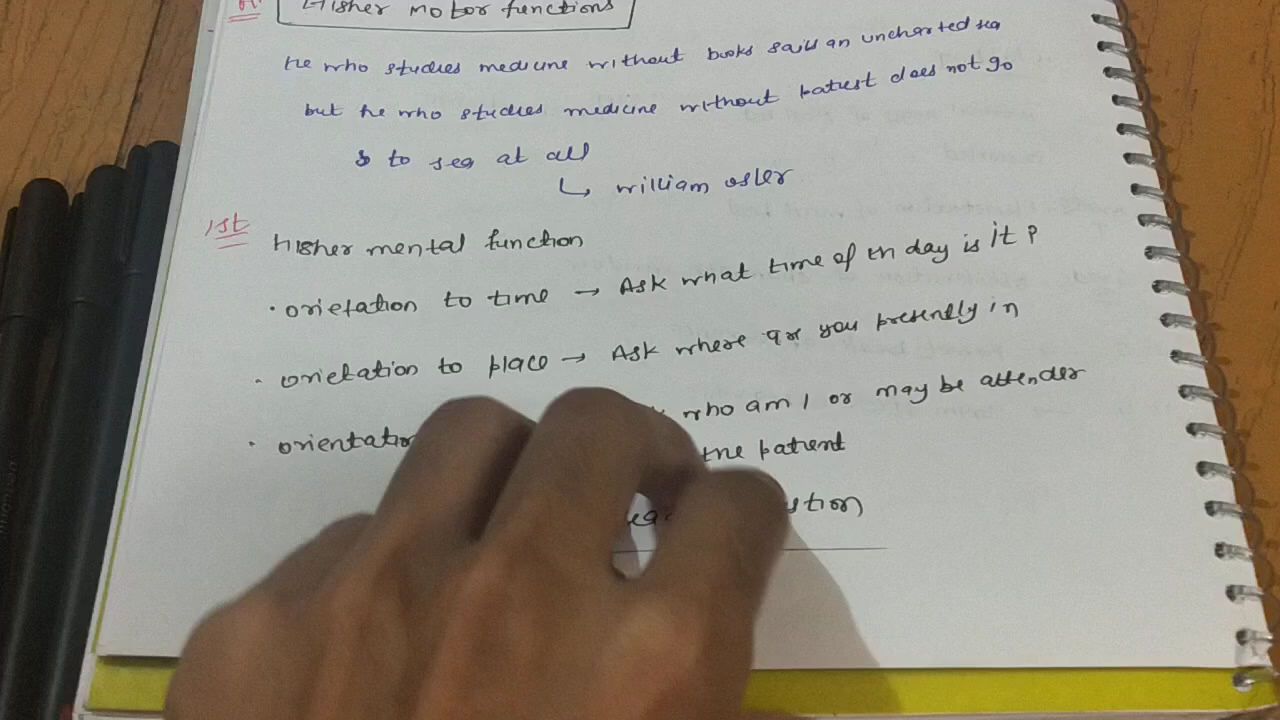 Higher motor functions
he who studies medicine without books sails an uncharted sea
but he who studies medicine without patient does not go
to sea at all
↳ william osler
1st
Higher mental function
· orietation to time → Ask what time of th day is it ?
· orietation to place → Ask where are you presently in
· orientation who am I or may be attender
the patient